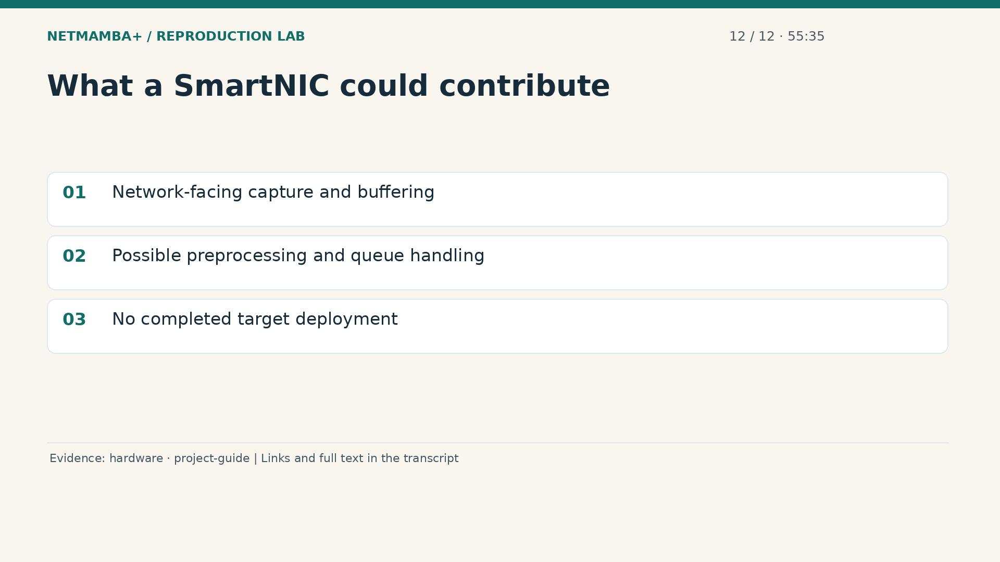 NETMAMBA+ / REPRODUCTION LAB
12 / 12 · 55:35
What a SmartNIC could contribute
01 Network-facing capture and buffering
02 Possible preprocessing and queue handling
03 No completed target deployment
Evidence: hardware · project-guide | Links and full text in the transcript